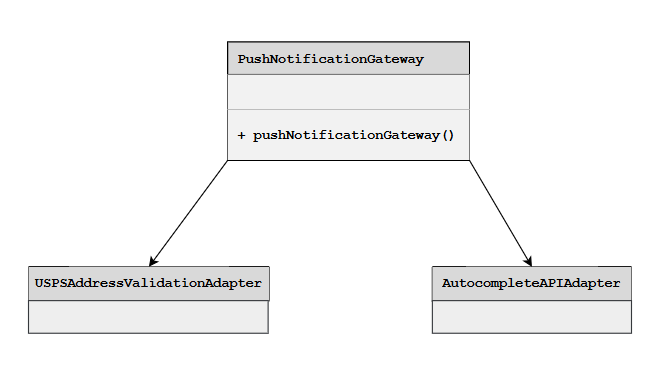 PushNotificationGateway
+ pushNotificationGateway()
USPSAddressValidationAdapter
AutocompleteAPIAdapter